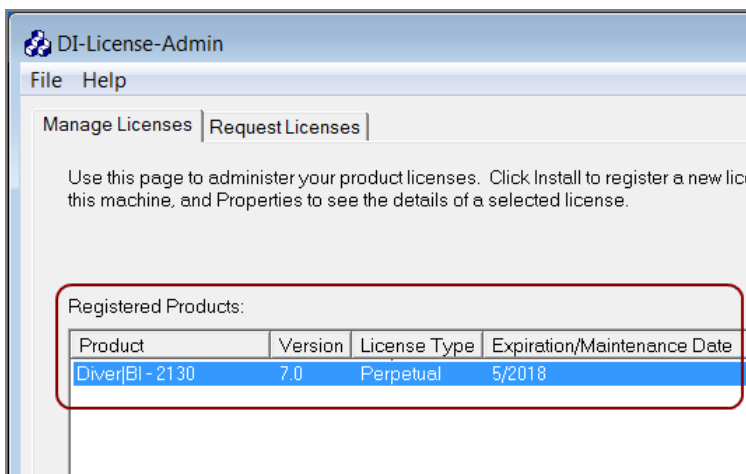 DI-License-Admin
File Help
Manage Licenses Request Licenses
Use this page to administer your product licenses. Click Install to register a new
this machine, and Properties to see the details of a selected license.
Registered Products:
Product Version License Type Expiration/Maintenance Date
Diver|BI - 2130 7.0 Perpetual 5/2018